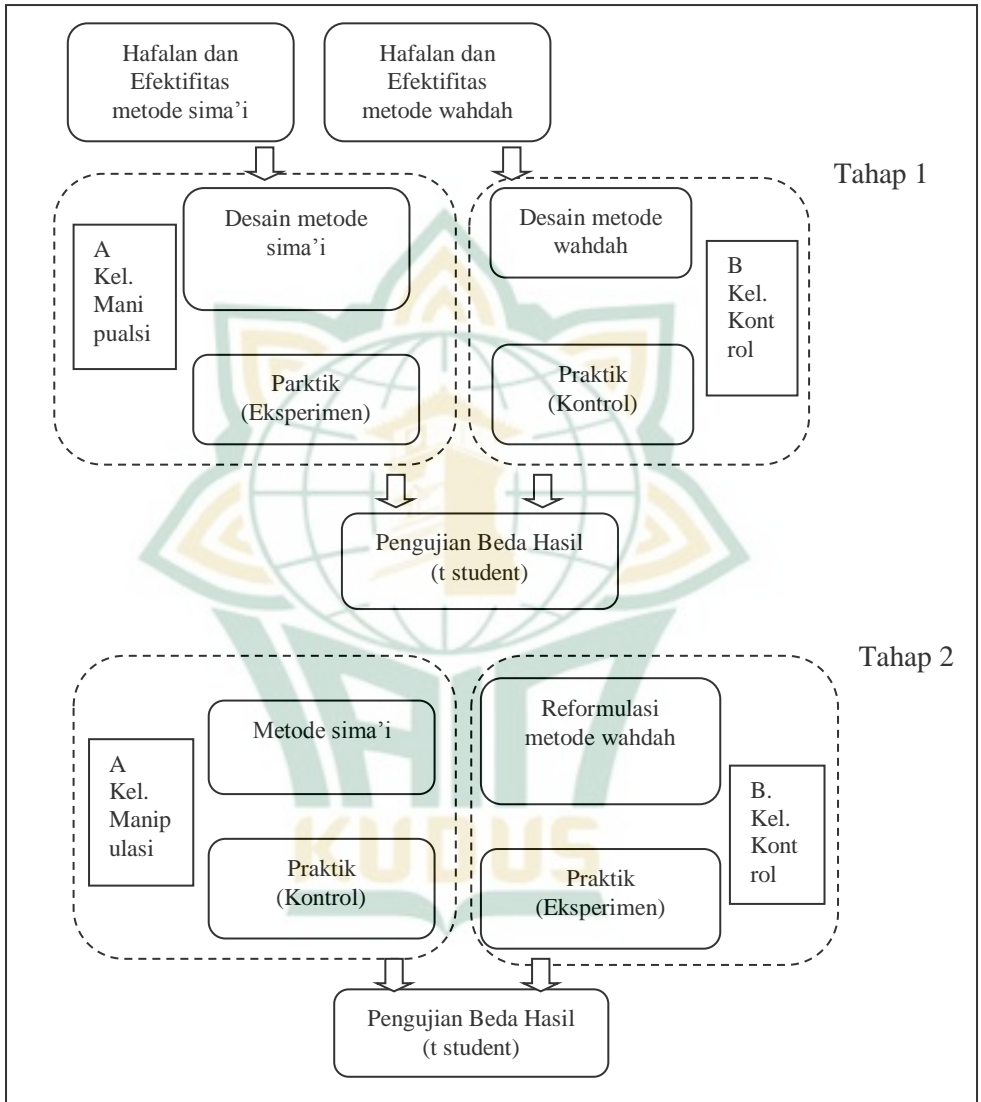 Hafalan dan
Efektifitas
metode sima’i
Hafalan dan
Efektifitas
metode wahdah
Tahap 1
A
Kel.
Mani
pualsi
Desain metode
sima’i
Parktik
(Eksperimen)
Desain metode
wahdah
Praktik
(Kontrol)
B
Kel.
Kont
rol
Pengujian Beda Hasil
(t student)
Tahap 2
A
Kel.
Manip
ulasi
Metode sima’i
Praktik
(Kontrol)
Reformulasi
metode wahdah
Praktik
(Eksperimen)
B.
Kel.
Kont
rol
Pengujian Beda Hasil
(t student)
IAIN
KUDUS